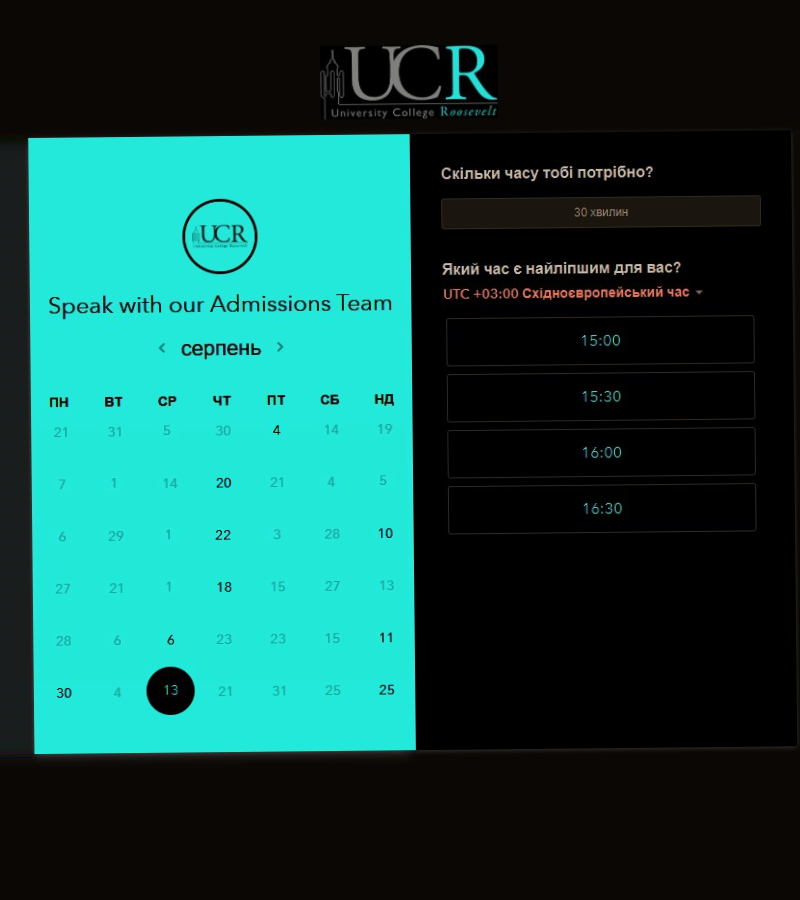 UCR
University College Roosevelt
UCR
Speak with our Admissions Team
серпень
ПН ВТ СР ЧТ ПТ СБ НД
21 31 5 30 4 14 19
7 1 14 20 21 4 5
6 29 1 22 3 28 10
27 21 1 18 15 27 13
28 6 6 23 23 15 11
30 4 13 21 31 25 25
Скільки часу тобі потрібно?
30 хвилин
Який час є найліпшим для вас?
UTC +03:00 Східноєвропейський час
15:00
15:30
16:00
16:30